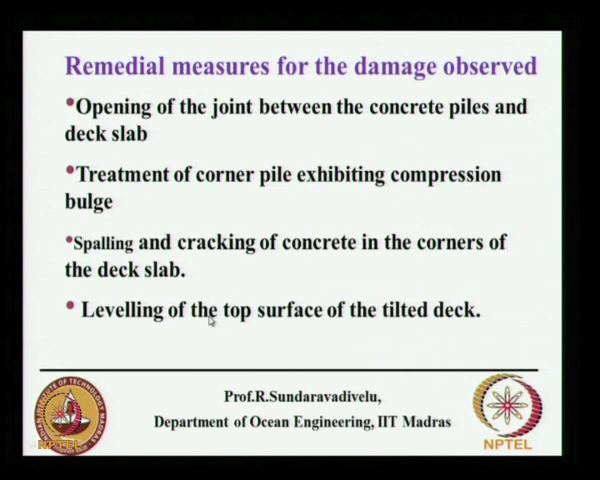 Remedial measures for the damage observed
•Opening of the joint between the concrete piles and
deck slab
•Treatment of corner pile exhibiting compression
bulge
•Spalling and cracking of concrete in the corners of
the deck slab.
• Levelling of the top surface of the tilted deck.
Prof.R.Sundaravadivelu,
Department of Ocean Engineering, IIT Madras
NPTEL
NPTEL